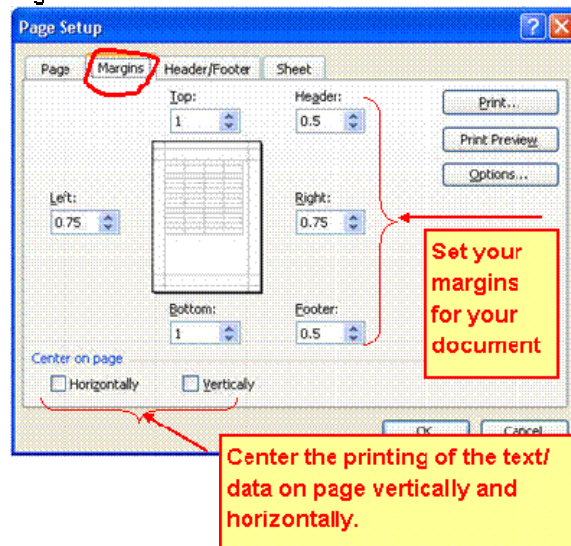 Page Setup
Page Margins Header/Footer Sheet
Top: Header:
1 0.5
Print...
Print Preview
Options...
Left: Right:
0.75 0.75
Bottom: Footer:
1 0.5
Center on page
Horizontally Verticaly
OK Cancel
Set your
margins
for your
document
Center the printing of the text/
data on page vertically and
horizontally.